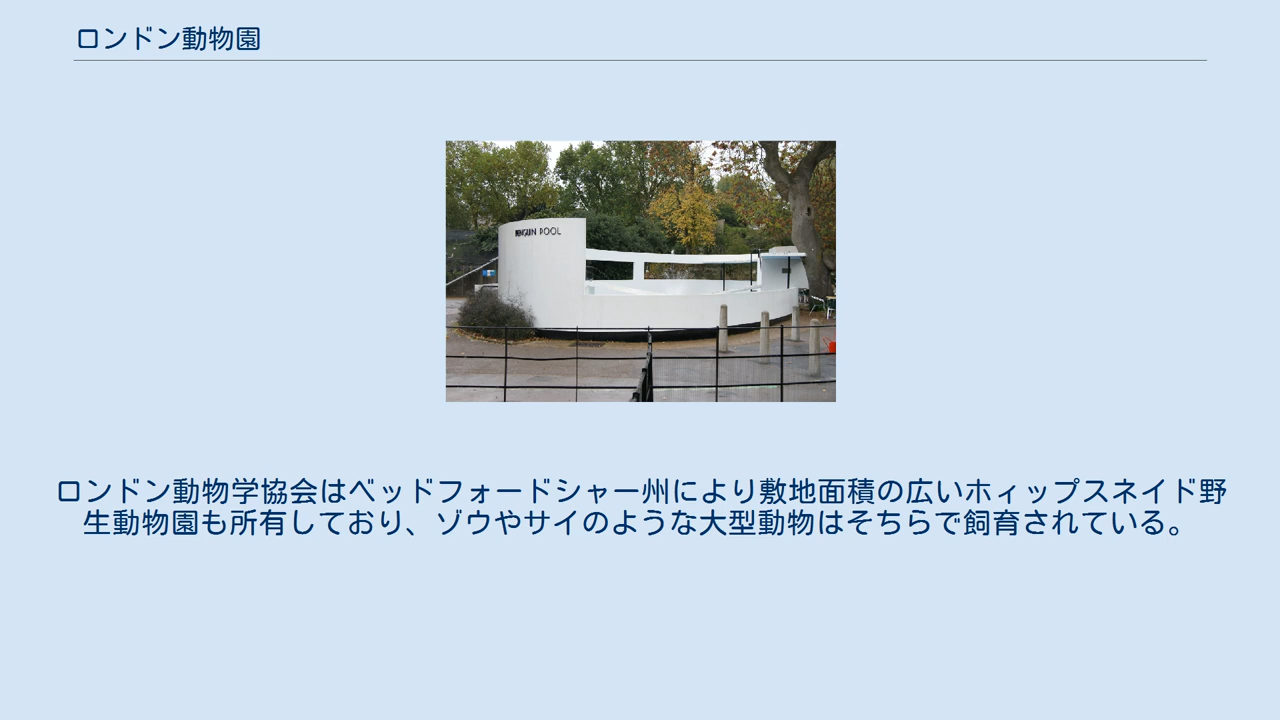 ロンドン動物園
PENGUIN POOL
ロンドン動物学協会はベッドフォードシャー州により敷地面積の広いホィップスネイド野
生動物園も所有しており、ゾウやサイのような大型動物はそちらで飼育されている。